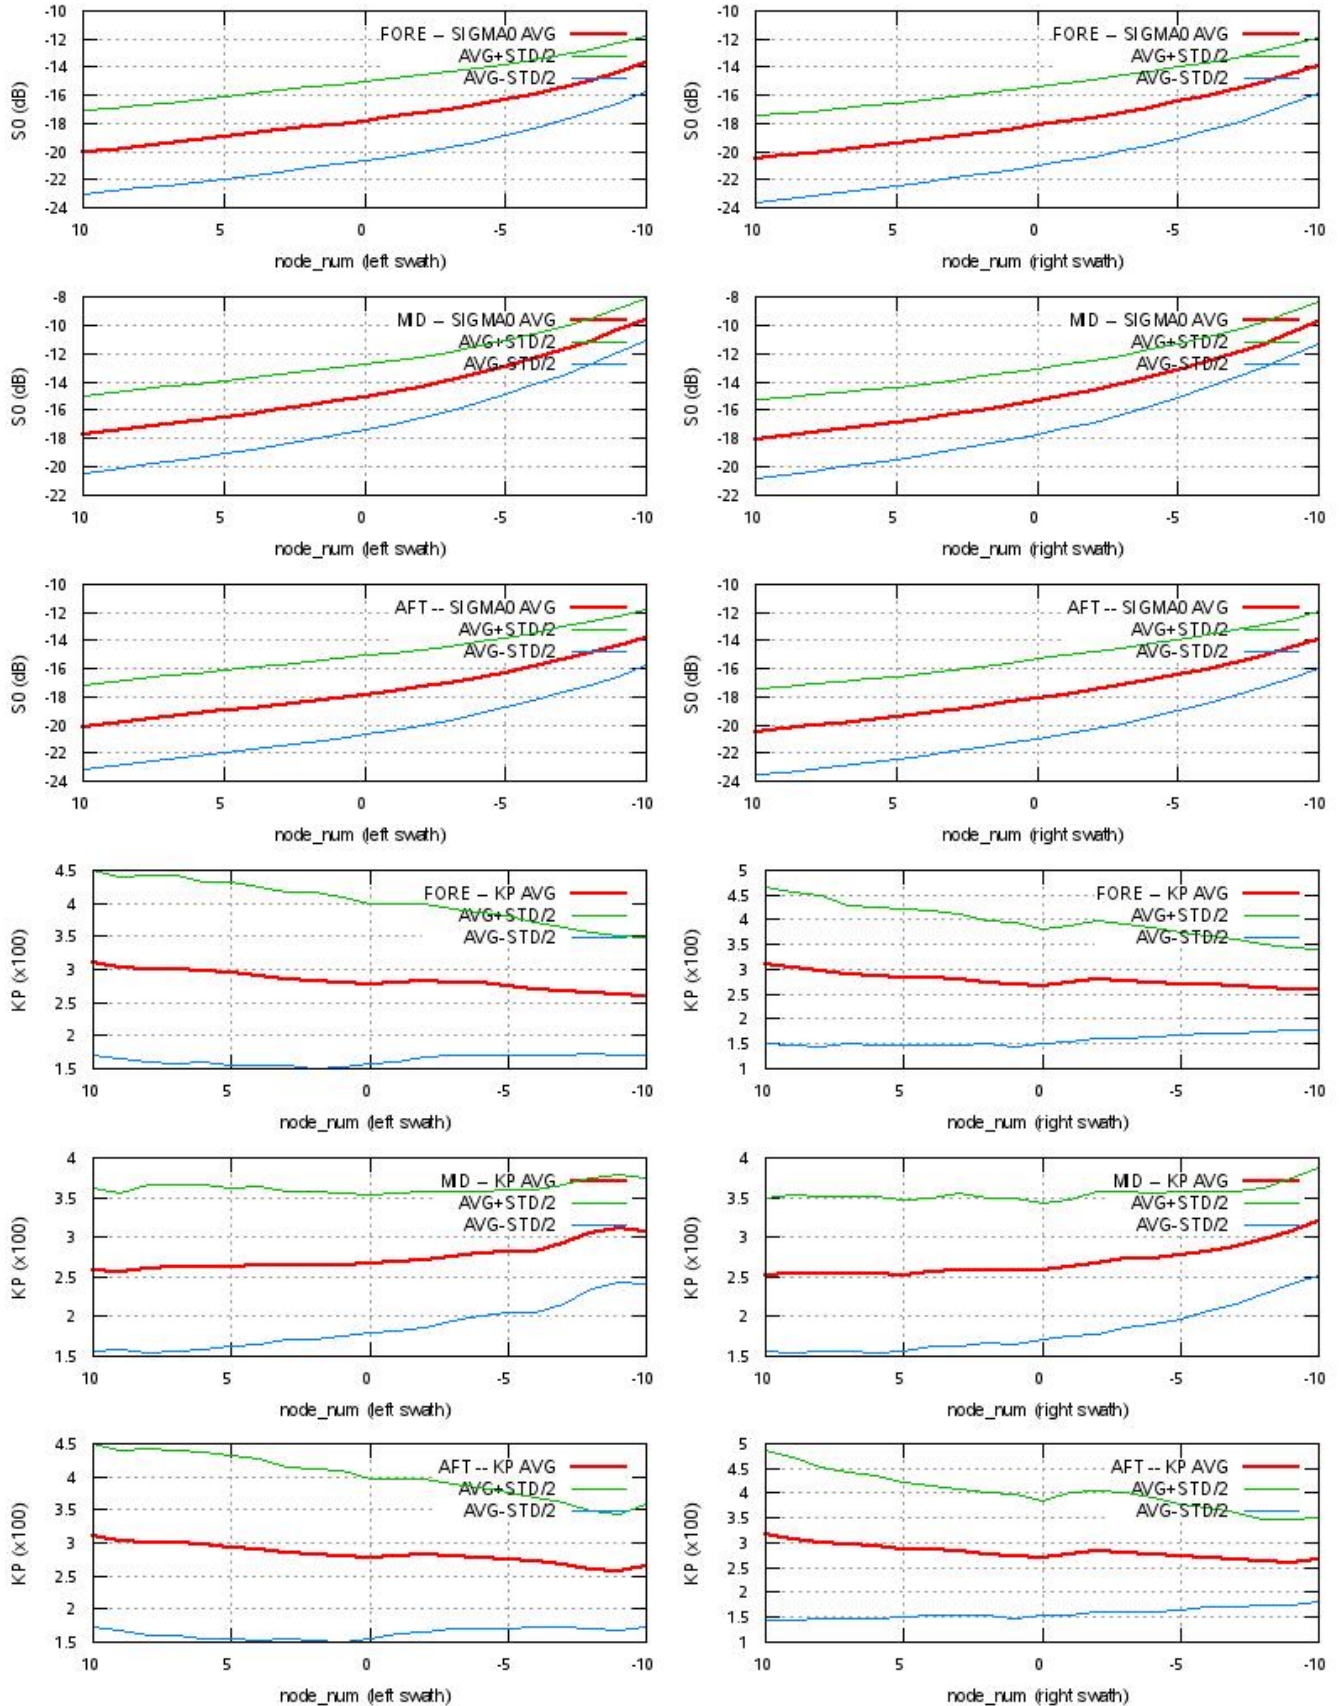 -10
FORE -- SIGMA0 AVG
-12
AVG+STD/2
-14
AVG-STD/2
-16
-18
-20
-22
-24
S0 (dB)
10 5 0 -5 -10
node_num (left swath)
-10
FORE -- SIGMA0 AVG
-12
AVG+STD/2
-14
AVG-STD/2
-16
-18
-20
-22
-24
S0 (dB)
10 5 0 -5 -10
node_num (right swath)
-8
MID -- SIGMA0 AVG
-10
AVG+STD/2
-12
AVG-STD/2
-14
-16
-18
-20
-22
S0 (dB)
10 5 0 -5 -10
node_num (left swath)
-8
MID -- SIGMA0 AVG
-10
AVG+STD/2
-12
AVG-STD/2
-14
-16
-18
-20
-22
S0 (dB)
10 5 0 -5 -10
node_num (right swath)
-10
AFT -- SIGMA0 AVG
-12
AVG+STD/2
-14
AVG-STD/2
-16
-18
-20
-22
-24
S0 (dB)
10 5 0 -5 -10
node_num (left swath)
-10
AFT -- SIGMA0 AVG
-12
AVG+STD/2
-14
AVG-STD/2
-16
-18
-20
-22
-24
S0 (dB)
10 5 0 -5 -10
node_num (right swath)
4.5
FORE -- KP AVG
4
AVG+STD/2
3.5
AVG-STD/2
3
2.5
2
1.5
KP (x100)
10 5 0 -5 -10
node_num (left swath)
5
FORE -- KP AVG
4.5
4
AVG+STD/2
3.5
AVG-STD/2
3
2.5
2
1.5
1
KP (x100)
10 5 0 -5 -10
node_num (right swath)
4
MID -- KP AVG
3.5
AVG+STD/2
AVG-STD/2
3
2.5
2
1.5
KP (x100)
10 5 0 -5 -10
node_num (left swath)
4
MID -- KP AVG
3.5
AVG+STD/2
AVG-STD/2
3
2.5
2
1.5
KP (x100)
10 5 0 -5 -10
node_num (right swath)
4.5
AFT -- KP AVG
4
AVG+STD/2
3.5
AVG-STD/2
3
2.5
2
1.5
KP (x100)
10 5 0 -5 -10
node_num (left swath)
5
AFT -- KP AVG
4.5
4
AVG+STD/2
3.5
AVG-STD/2
3
2.5
2
1.5
1
KP (x100)
10 5 0 -5 -10
node_num (right swath)